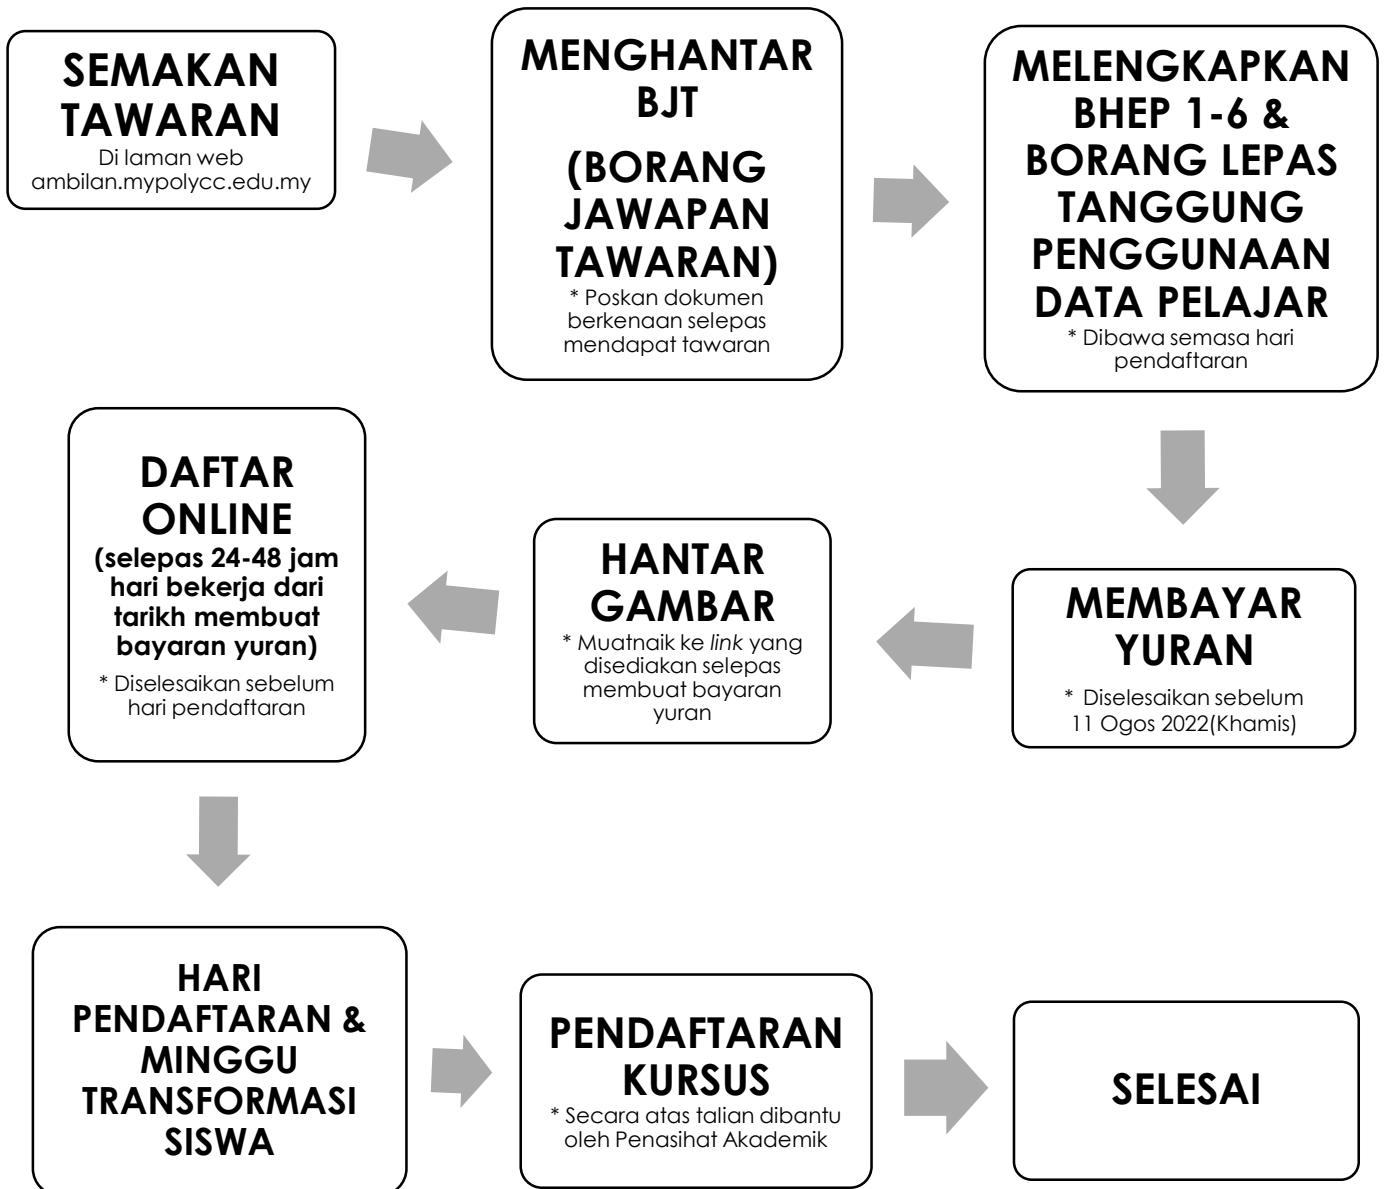 SEMAKAN
TAWARAN
Di laman web
ambilan.mypolycc.edu.my
MENGHANTAR
BJT
(BORANG
JAWAPAN
TAWARAN)
* Poskan dokumen
berkenaan selepas
mendapat tawaran
MELENGKAPKAN
BHEP 1-6 &
BORANG LEPAS
TANGGUNG
PENGGUNAAN
DATA PELAJAR
* Dibawa semasa hari
pendaftaran
MEMBAYAR
YURAN
* Diselesaikan sebelum
11 Ogos 2022(Khamis)
HANTAR
GAMBAR
* Muatnaik ke link yang
disediakan selepas
membuat bayaran
yuran
DAFTAR
ONLINE
(selepas 24-48 jam
hari bekerja dari
tarikh membuat
bayaran yuran)
* Diselesaikan sebelum
hari pendaftaran
HARI
PENDAFTARAN &
MINGGU
TRANSFORMASI
SISWA
PENDAFTARAN
KURSUS
* Secara atas talian dibantu
oleh Penasihat Akademik
SELESAI